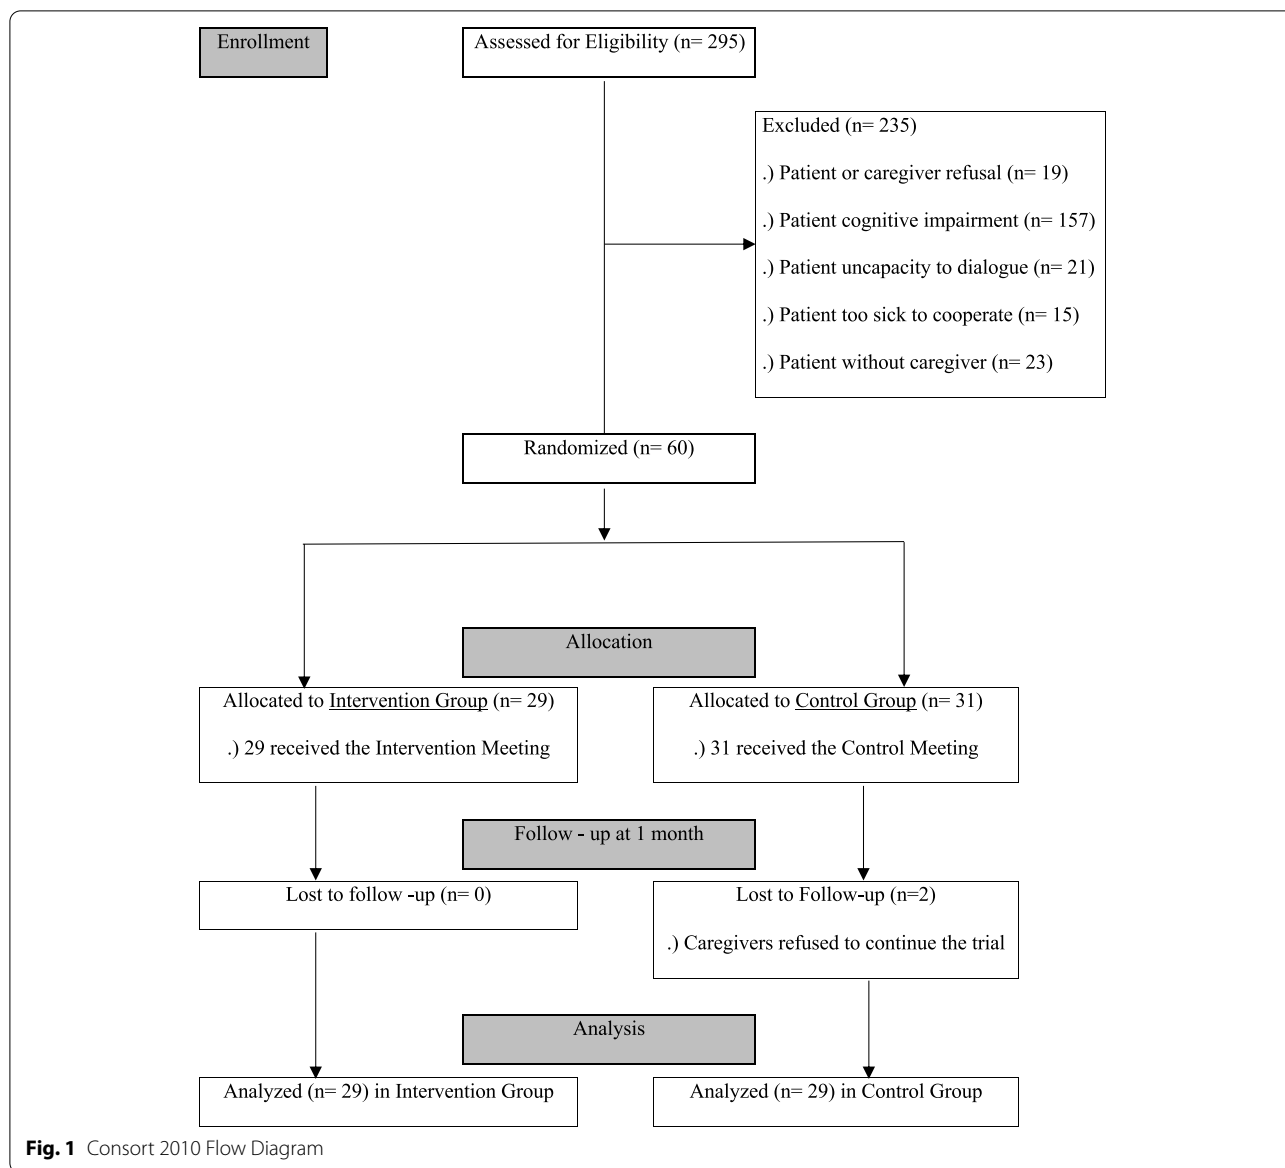 Enrollment
Assessed for Eligibility (n= 295)
Excluded (n= 235)
.) Patient or caregiver refusal (n= 19)
.) Patient cognitive impairment (n= 157)
.) Patient uncapacity to dialogue (n= 21)
.) Patient too sick to cooperate (n= 15)
.) Patient without caregiver (n= 23)
Randomized (n= 60)
Allocation
Allocated to Intervention Group (n= 29)
.) 29 received the Intervention Meeting
Allocated to Control Group (n= 31)
.) 31 received the Control Meeting
Follow - up at 1 month
Lost to follow -up (n= 0)
Lost to Follow-up (n=2)
.) Caregivers refused to continue the trial
Analysis
Analyzed (n= 29) in Intervention Group
Analyzed (n= 29) in Control Group
Fig. 1 Consort 2010 Flow Diagram